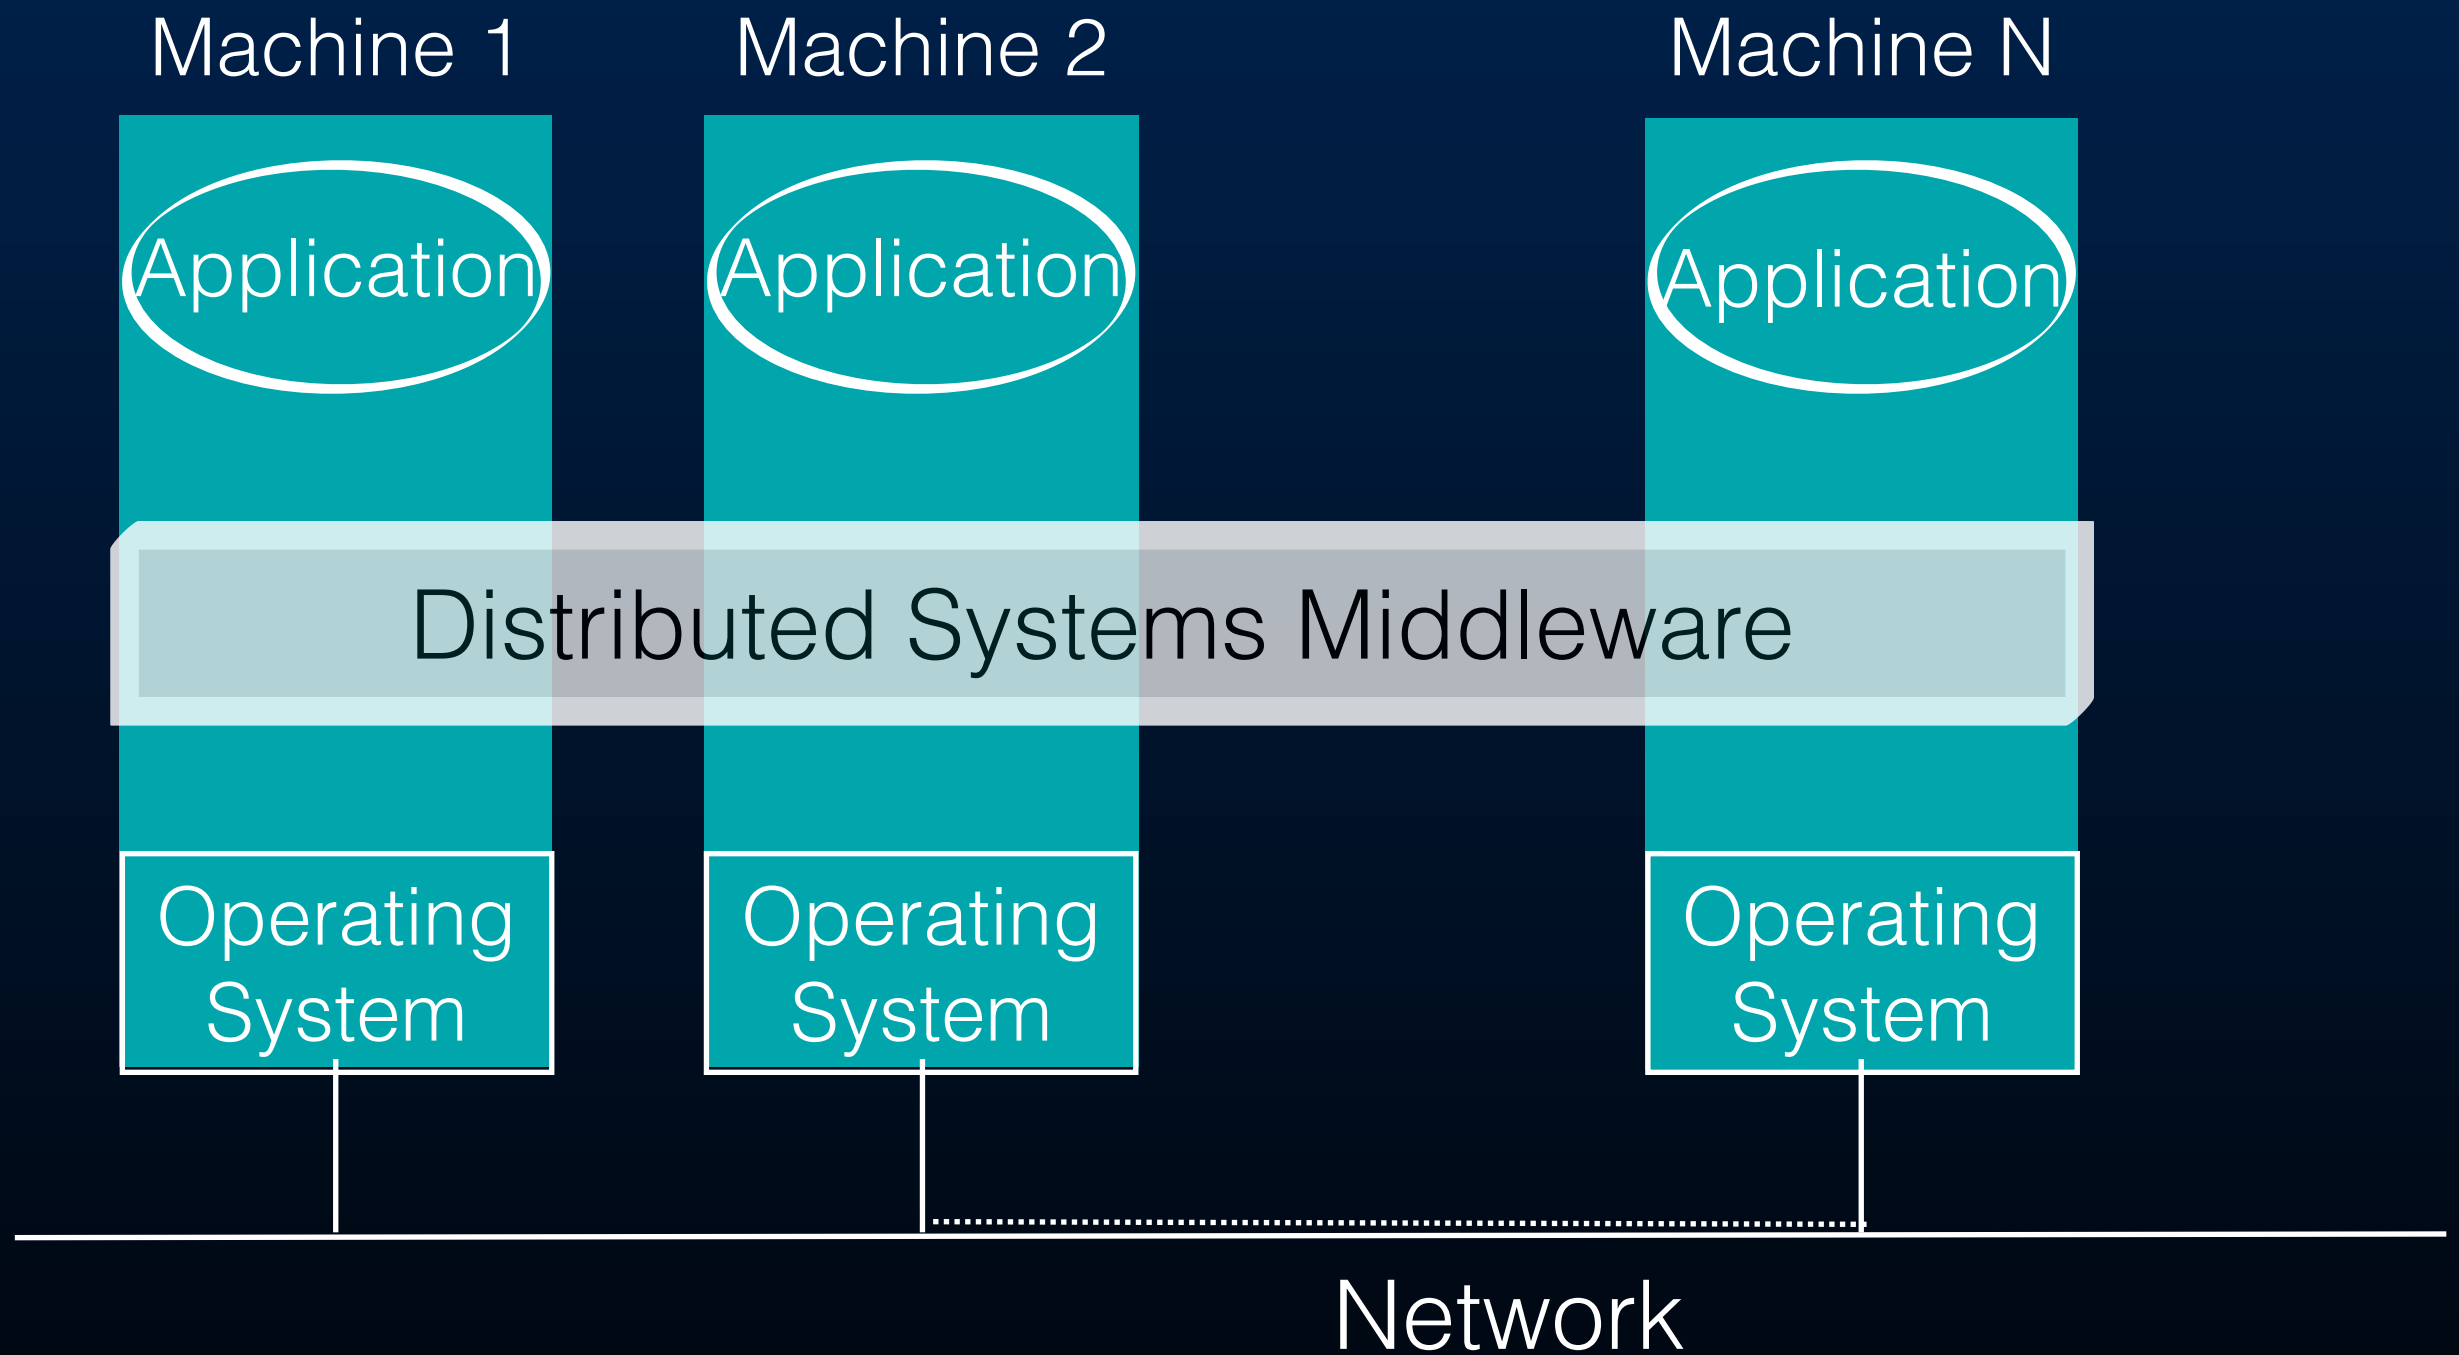 Machine 1
Machine 2
Machine N
Application
Application
Application
Distributed Systems Middleware
Operating
System
Operating
System
Operating
System
Network